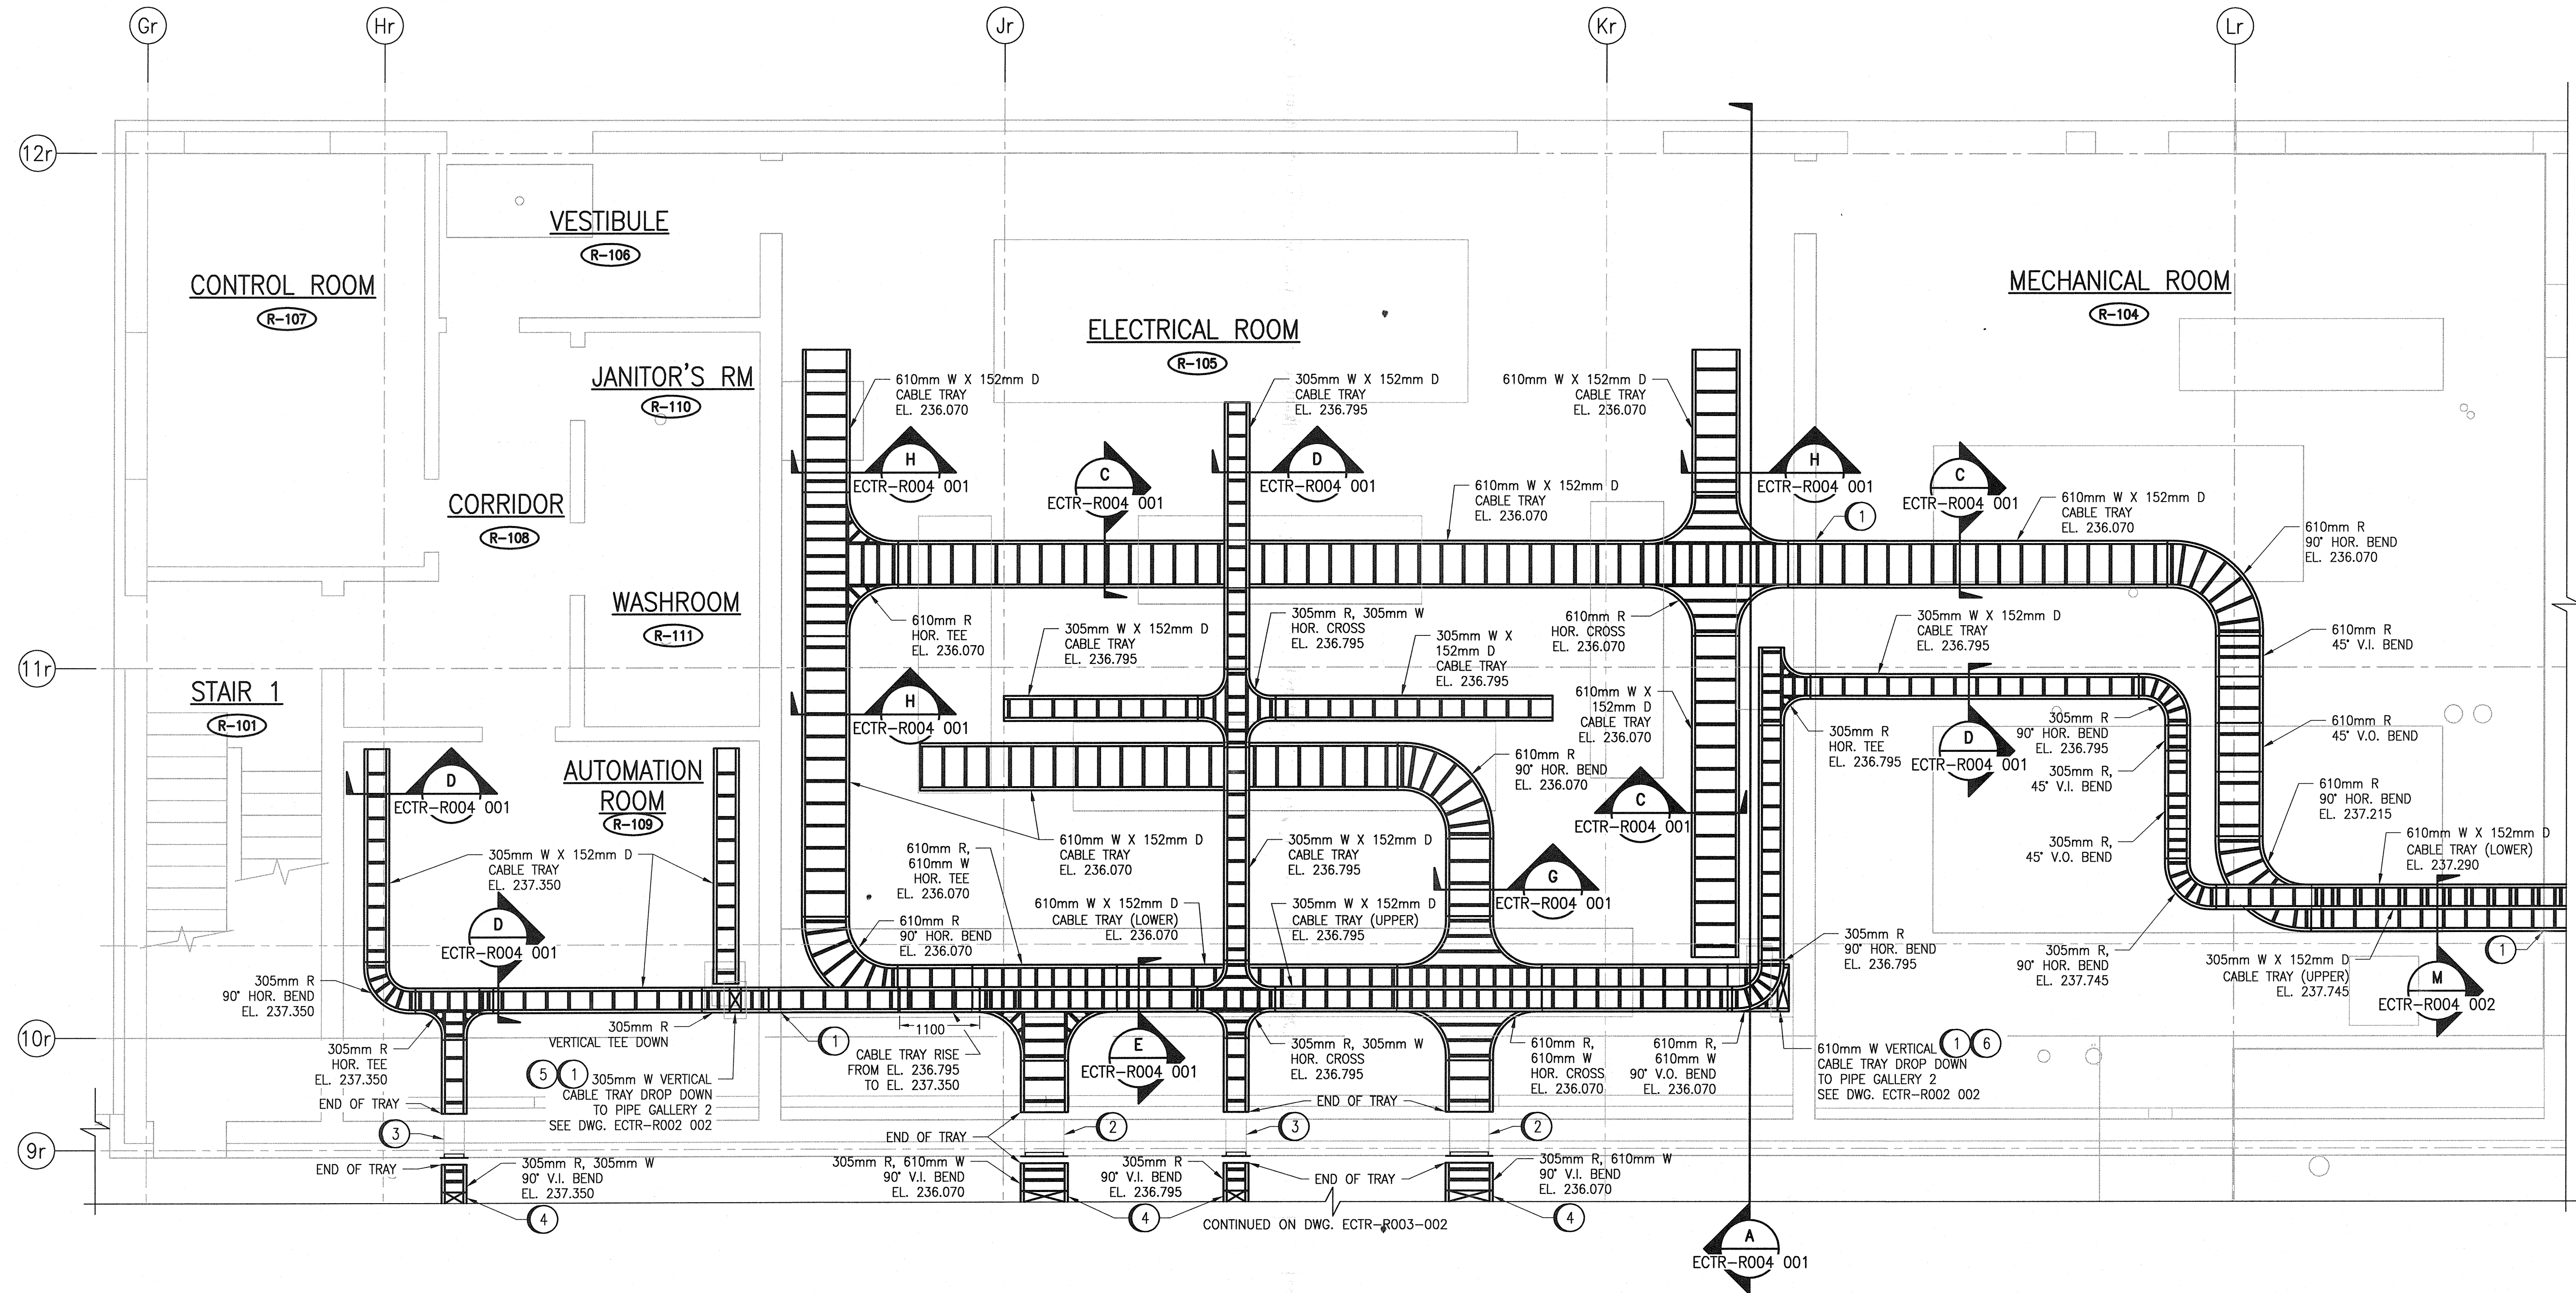 Gr
Hr
Jr
Kr
Lr
12r
11r
10r
9r
VESTIBULE
R-106
CONTROL ROOM
R-107
MECHANICAL ROOM
R-104
ELECTRICAL ROOM
R-105
JANITOR'S RM
R-110
CORRIDOR
R-108
WASHROOM
R-111
STAIR 1
R-101
AUTOMATION
ROOM
R-109
610mm W X 152mm D
CABLE TRAY
EL. 236.070
305mm W X 152mm D
CABLE TRAY
EL. 236.795
610mm W X 152mm D
CABLE TRAY
EL. 236.070
H
ECTR-R004 001
C
ECTR-R004 001
D
ECTR-R004 001
610mm W X 152mm D
CABLE TRAY
EL. 236.070
H
ECTR-R004 001
1
C
ECTR-R004 001
610mm W X 152mm D
CABLE TRAY
EL. 236.070
610mm R
90° HOR. BEND
EL. 236.070
610mm R
HOR. TEE
EL. 236.070
305mm W X 152mm D
CABLE TRAY
EL. 236.795
305mm R, 305mm W
HOR. CROSS
EL. 236.795
305mm W X
152mm D
CABLE TRAY
EL. 236.795
610mm R
HOR. CROSS
EL. 236.070
305mm W X 152mm D
CABLE TRAY
EL. 236.795
610mm R
45° V.I. BEND
H
ECTR-R004 001
610mm W X
152mm D
CABLE TRAY
EL. 236.070
305mm R
HOR. TEE
EL. 236.795
D
ECTR-R004 001
305mm R
90° HOR. BEND
EL. 236.795
305mm R,
45° V.I. BEND
610mm R
45° V.O. BEND
D
ECTR-R004 001
610mm R
90° HOR. BEND
EL. 236.070
C
ECTR-R004 001
610mm R
90° HOR. BEND
EL. 237.215
305mm W X 152mm D
CABLE TRAY
EL. 237.350
610mm R,
610mm W
HOR. TEE
EL. 236.070
610mm W X 152mm D
CABLE TRAY
EL. 236.070
305mm W X 152mm D
CABLE TRAY
EL. 236.795
G
ECTR-R004 001
305mm R,
45° V.O. BEND
610mm W X 152mm D
CABLE TRAY (LOWER)
EL. 237.290
D
ECTR-R004 001
610mm R
90° HOR. BEND
EL. 236.070
610mm W X 152mm D
CABLE TRAY (LOWER)
EL. 236.070
305mm W X 152mm D
CABLE TRAY (UPPER)
EL. 236.795
305mm R
90° HOR. BEND
EL. 236.795
305mm R,
90° HOR. BEND
EL. 237.745
305mm W X 152mm D
CABLE TRAY (UPPER)
EL. 237.745
1
M
ECTR-R004 002
305mm R
90° HOR. BEND
EL. 237.350
305mm R
VERTICAL TEE DOWN
1
1100
CABLE TRAY RISE
FROM EL. 236.795
TO EL. 237.350
E
ECTR-R004 001
305mm R, 305mm W
HOR. CROSS
EL. 236.795
610mm R,
610mm W
HOR. CROSS
EL. 236.070
610mm R,
610mm W
90° V.O. BEND
EL. 236.070
1
6
610mm W VERTICAL
CABLE TRAY DROP DOWN
TO PIPE GALLERY 2
SEE DWG. ECTR-R002 002
305mm R
HOR. TEE
EL. 237.350
END OF TRAY
5
1
305mm W VERTICAL
CABLE TRAY DROP DOWN
TO PIPE GALLERY 2
SEE DWG. ECTR-R002 002
END OF TRAY
3
END OF TRAY
2
3
2
END OF TRAY
305mm R, 305mm W
90° V.I. BEND
EL. 237.350
305mm R, 610mm W
90° V.I. BEND
EL. 236.070
305mm R
90° V.I. BEND
EL. 236.795
END OF TRAY
305mm R, 610mm W
90° V.I. BEND
EL. 236.070
4
4
4
CONTINUED ON DWG. ECTR-R003-002
A
ECTR-R004 001